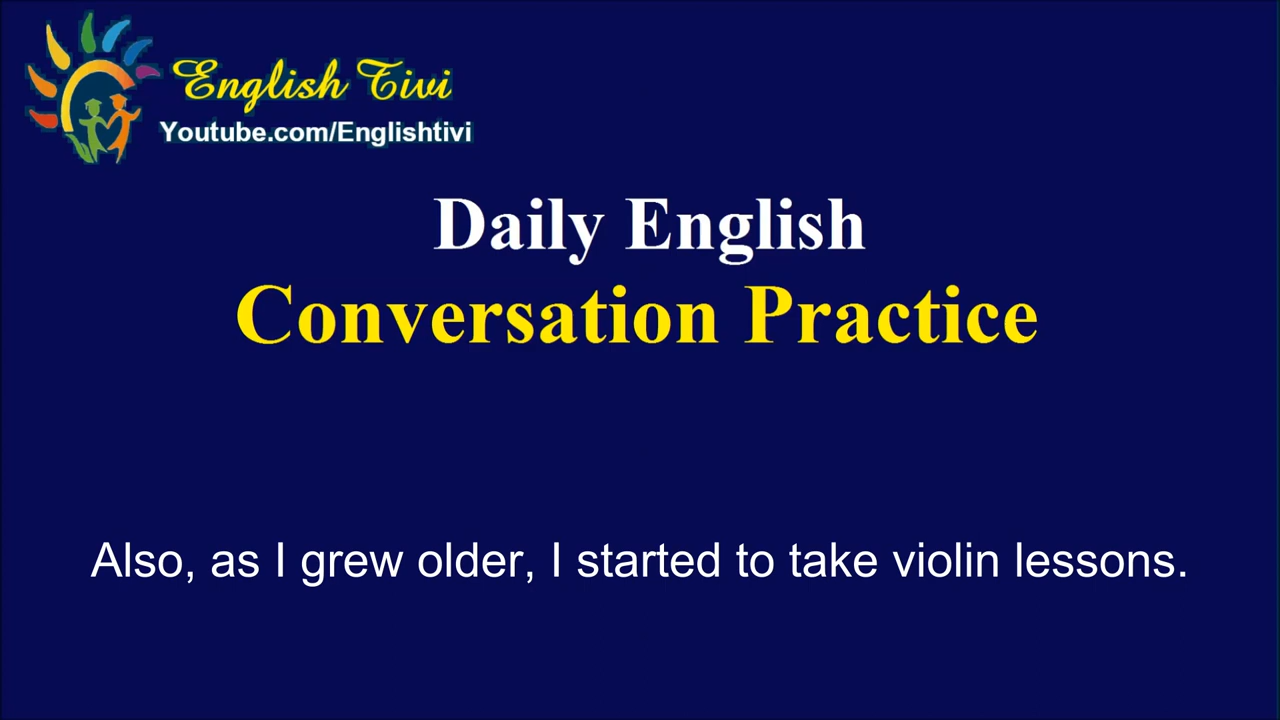 English Tivi
Youtube.com/Englishtivi
Daily English
Conversation Practice
Also, as I grew older, I started to take violin lessons.